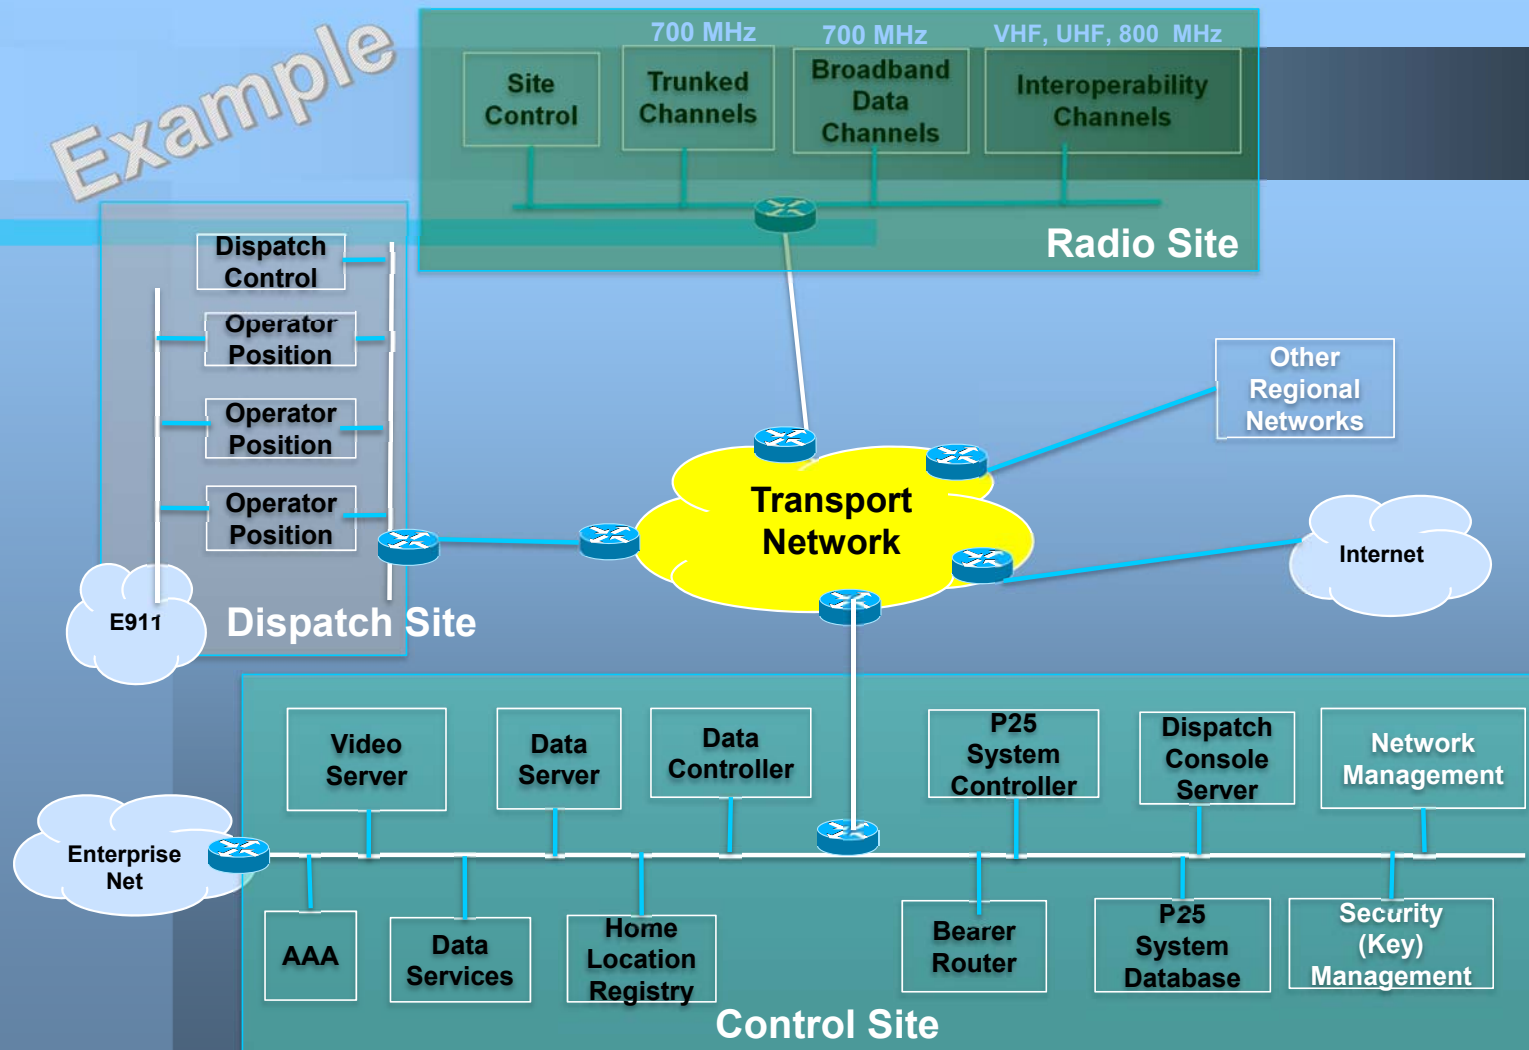 Example
700 MHz
700 MHz
VHF, UHF, 800 MHz
Site
Control
Trunked
Channels
Broadband
Data
Channels
Interoperability
Channels
Radio Site
Dispatch
Control
Operator
Position
Operator
Position
Operator
Position
E911
Dispatch Site
Transport
Network
Other
Regional
Networks
Internet
Video
Server
Data
Server
Data
Controller
P25
System
Controller
Dispatch
Console
Server
Network
Management
Enterprise
Net
AAA
Data
Services
Home
Location
Registry
Bearer
Router
P25
System
Database
Security
(Key)
Management
Control Site